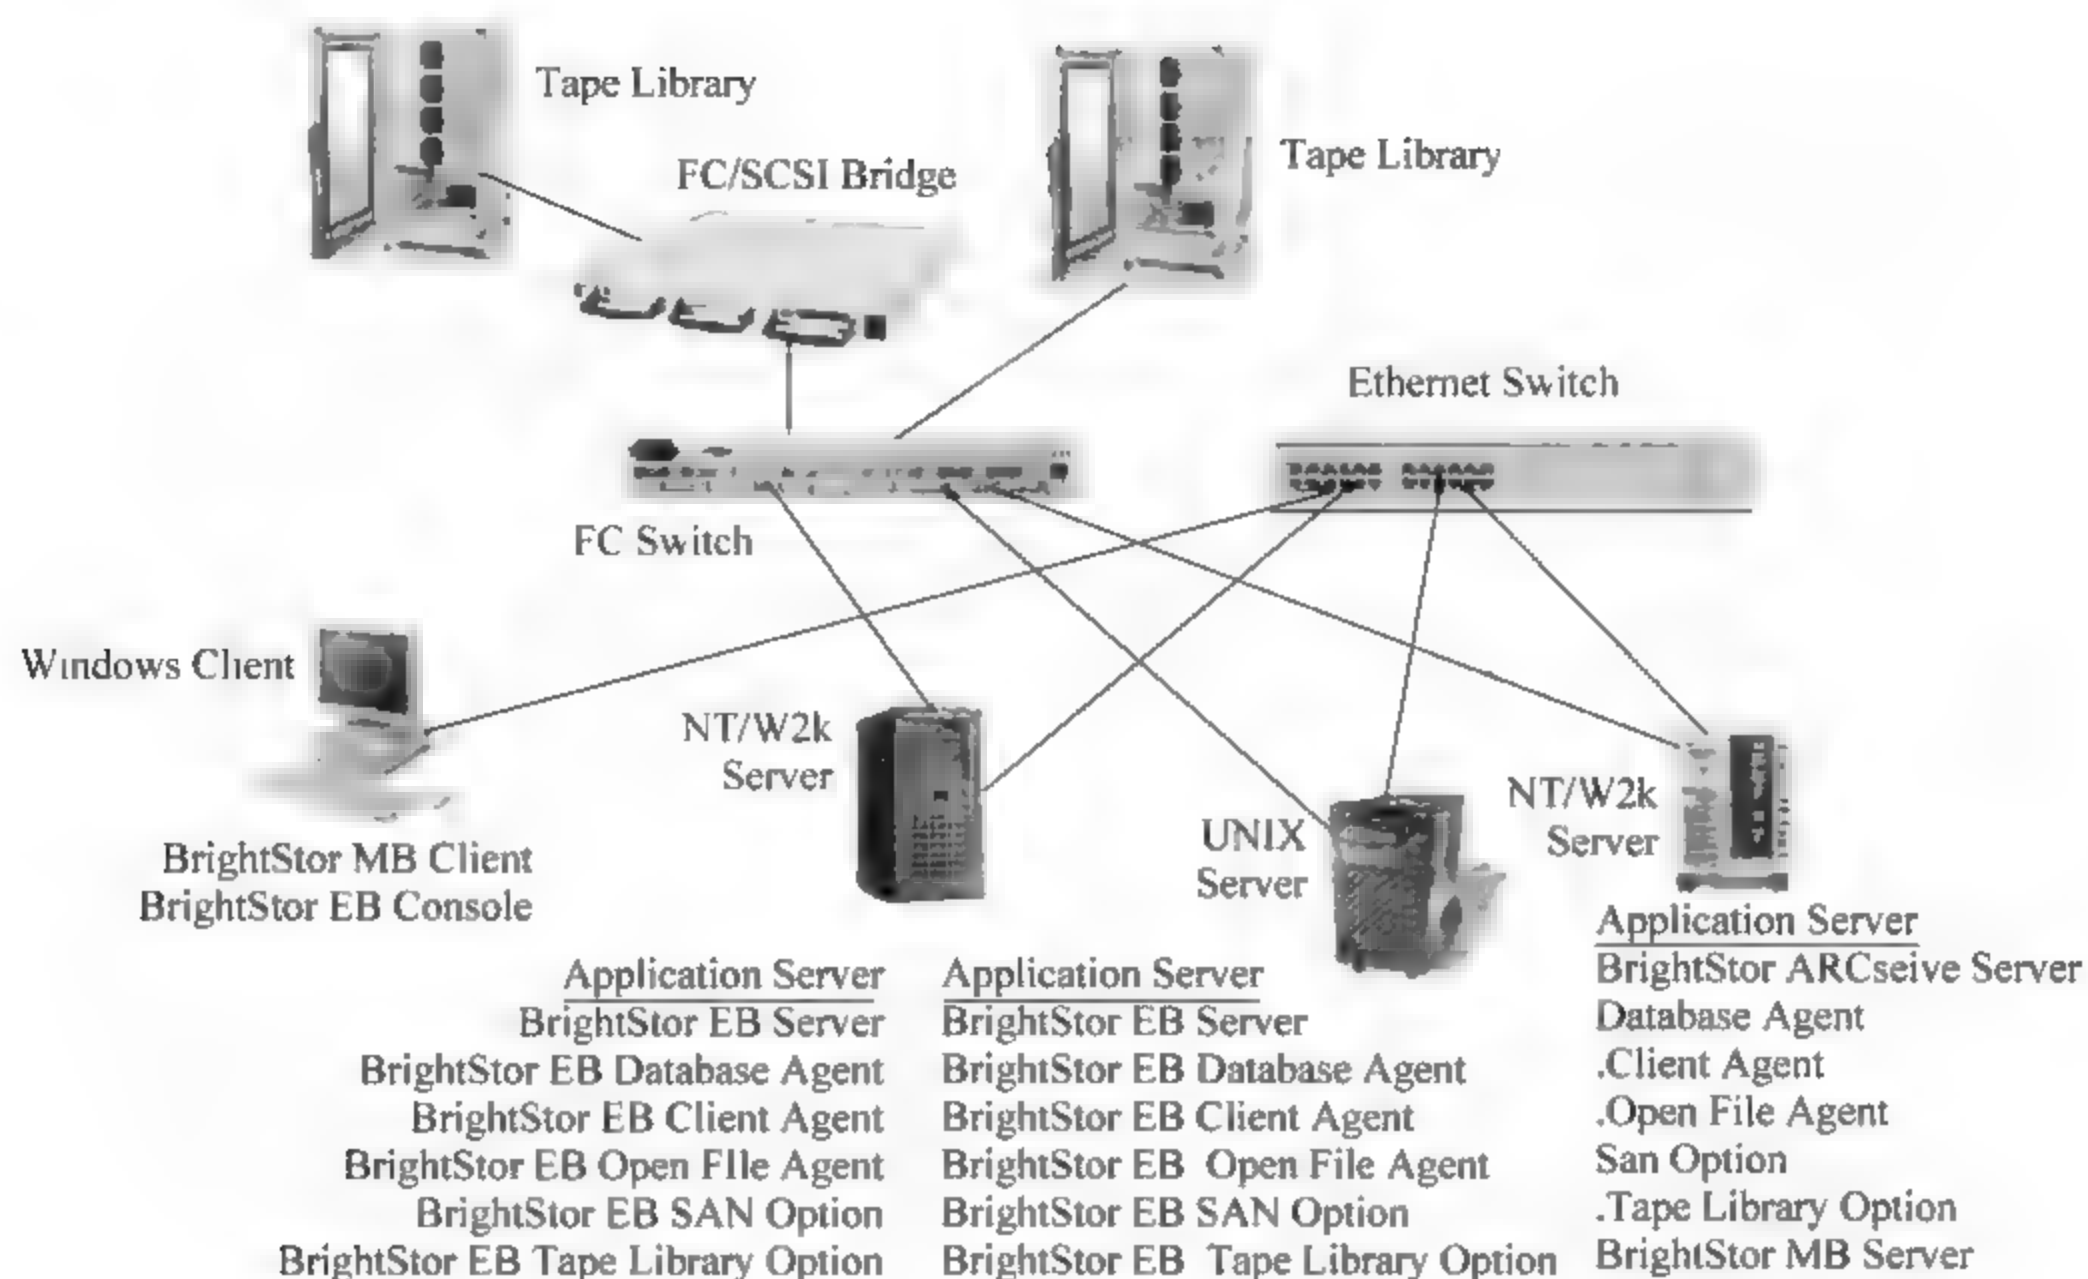 Tape Library
FC/SCSI Bridge
Tape Library
Ethernet Switch
FC Switch
Windows Client
BrightStor MB Client
BrightStor EB Console
NT/W2k
Server
UNIX
Server
NT/W2k
Server
Application Server
BrightStor EB Server
BrightStor EB Database Agent
BrightStor EB Client Agent
BrightStor EB Open FIle Agent
BrightStor EB SAN Option
BrightStor EB Tape Library Option
Application Server
BrightStor EB Server
BrightStor EB Database Agent
BrightStor EB Client Agent
BrightStor EB Open File Agent
BrightStor EB SAN Option
BrightStor EB Tape Library Option
Application Server
BrightStor ARCseive Server
Database Agent
.Client Agent
.Open File Agent
San Option
.Tape Library Option
BrightStor MB Server